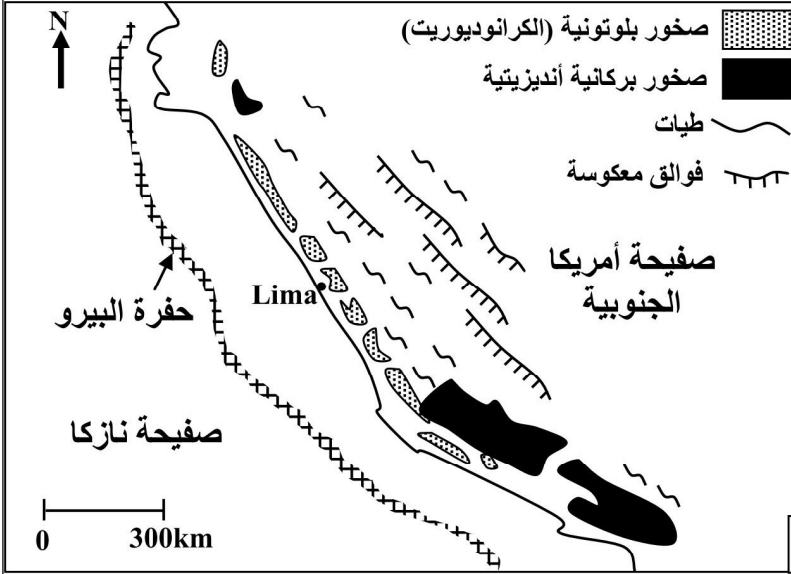 N
صخور بلوتونية (الكرانوديوريت)
صخور بركانية أنديزيتية
طيات
فوالق معكوسة
صفيحة أمريكا
الجنوبية
Lima
حفرة البيرو
صفيحة نازكا
0 300km